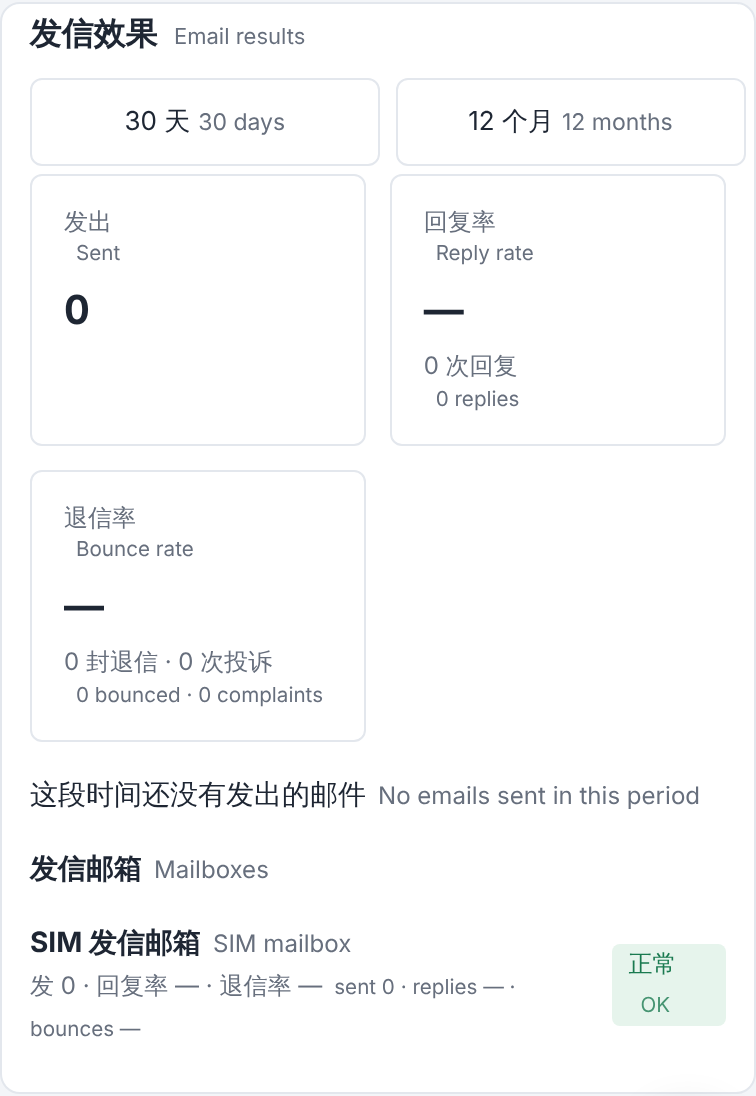 发信效果 Email results
30 天 30 days
12 个月 12 months
发出
Sent
0
回复率
Reply rate
—
0 次回复
0 replies
退信率
Bounce rate
—
0 封退信 · 0 次投诉
0 bounced · 0 complaints
这段时间还没有发出的邮件 No emails sent in this period
发信邮箱 Mailboxes
SIM 发信邮箱 SIM mailbox
发 0 · 回复率 — · 退信率 — sent 0 · replies — ·
bounces —
正常
OK